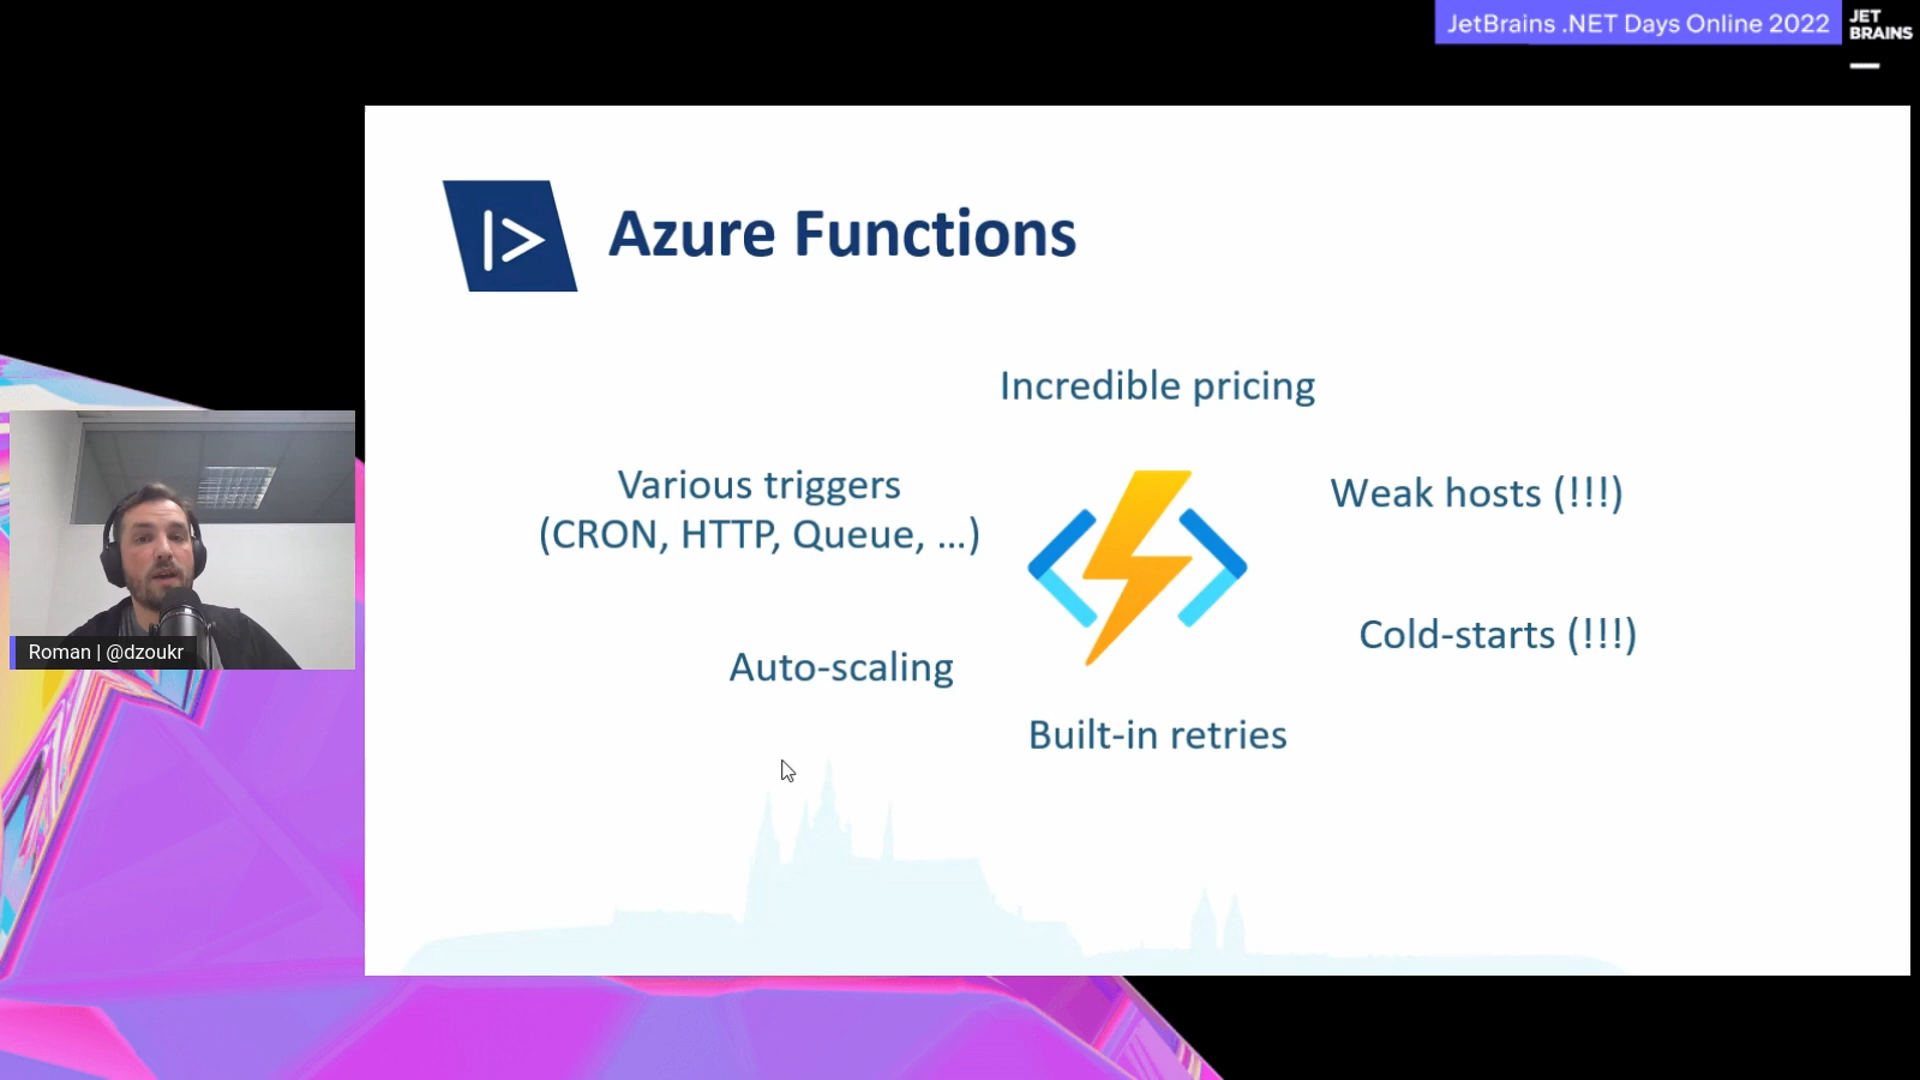 JetBrains .NET Days Online 2022
JET
BRAINS
Azure Functions
Incredible pricing
Various triggers
(CRON, HTTP, Queue, ...)
Weak hosts (!!!)
Cold-starts (!!!)
Auto-scaling
Built-in retries
Roman | @dzoukr